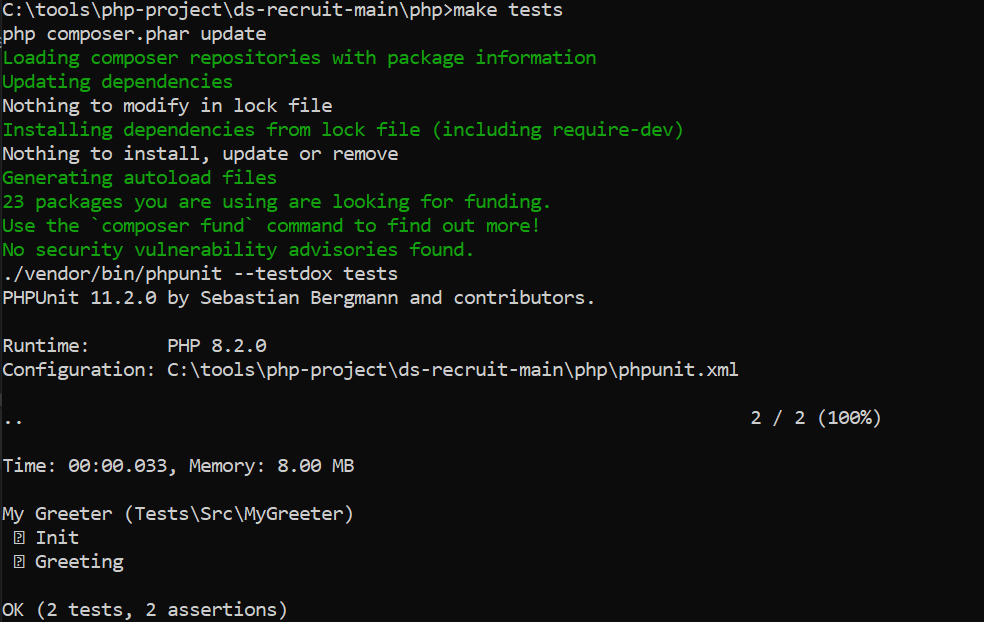 C:\tools\php-project\ds-recruit-main\php>make tests
php composer.phar update
Loading composer repositories with package information
Updating dependencies
Nothing to modify in lock file
Installing dependencies from lock file (including require-dev)
Nothing to install, update or remove
Generating autoload files
23 packages you are using are looking for funding.
Use the `composer fund` command to find out more!
No security vulnerability advisories found.
./vendor/bin/phpunit --testdox tests
PHPUnit 11.2.0 by Sebastian Bergmann and contributors.
Runtime:       PHP 8.2.0
Configuration: C:\tools\php-project\ds-recruit-main\php\phpunit.xml
..                                                                  2 / 2 (100%)
Time: 00:00.033, Memory: 8.00 MB
My Greeter (Tests\Src\MyGreeter)
⍰ Init
⍰ Greeting
OK (2 tests, 2 assertions)